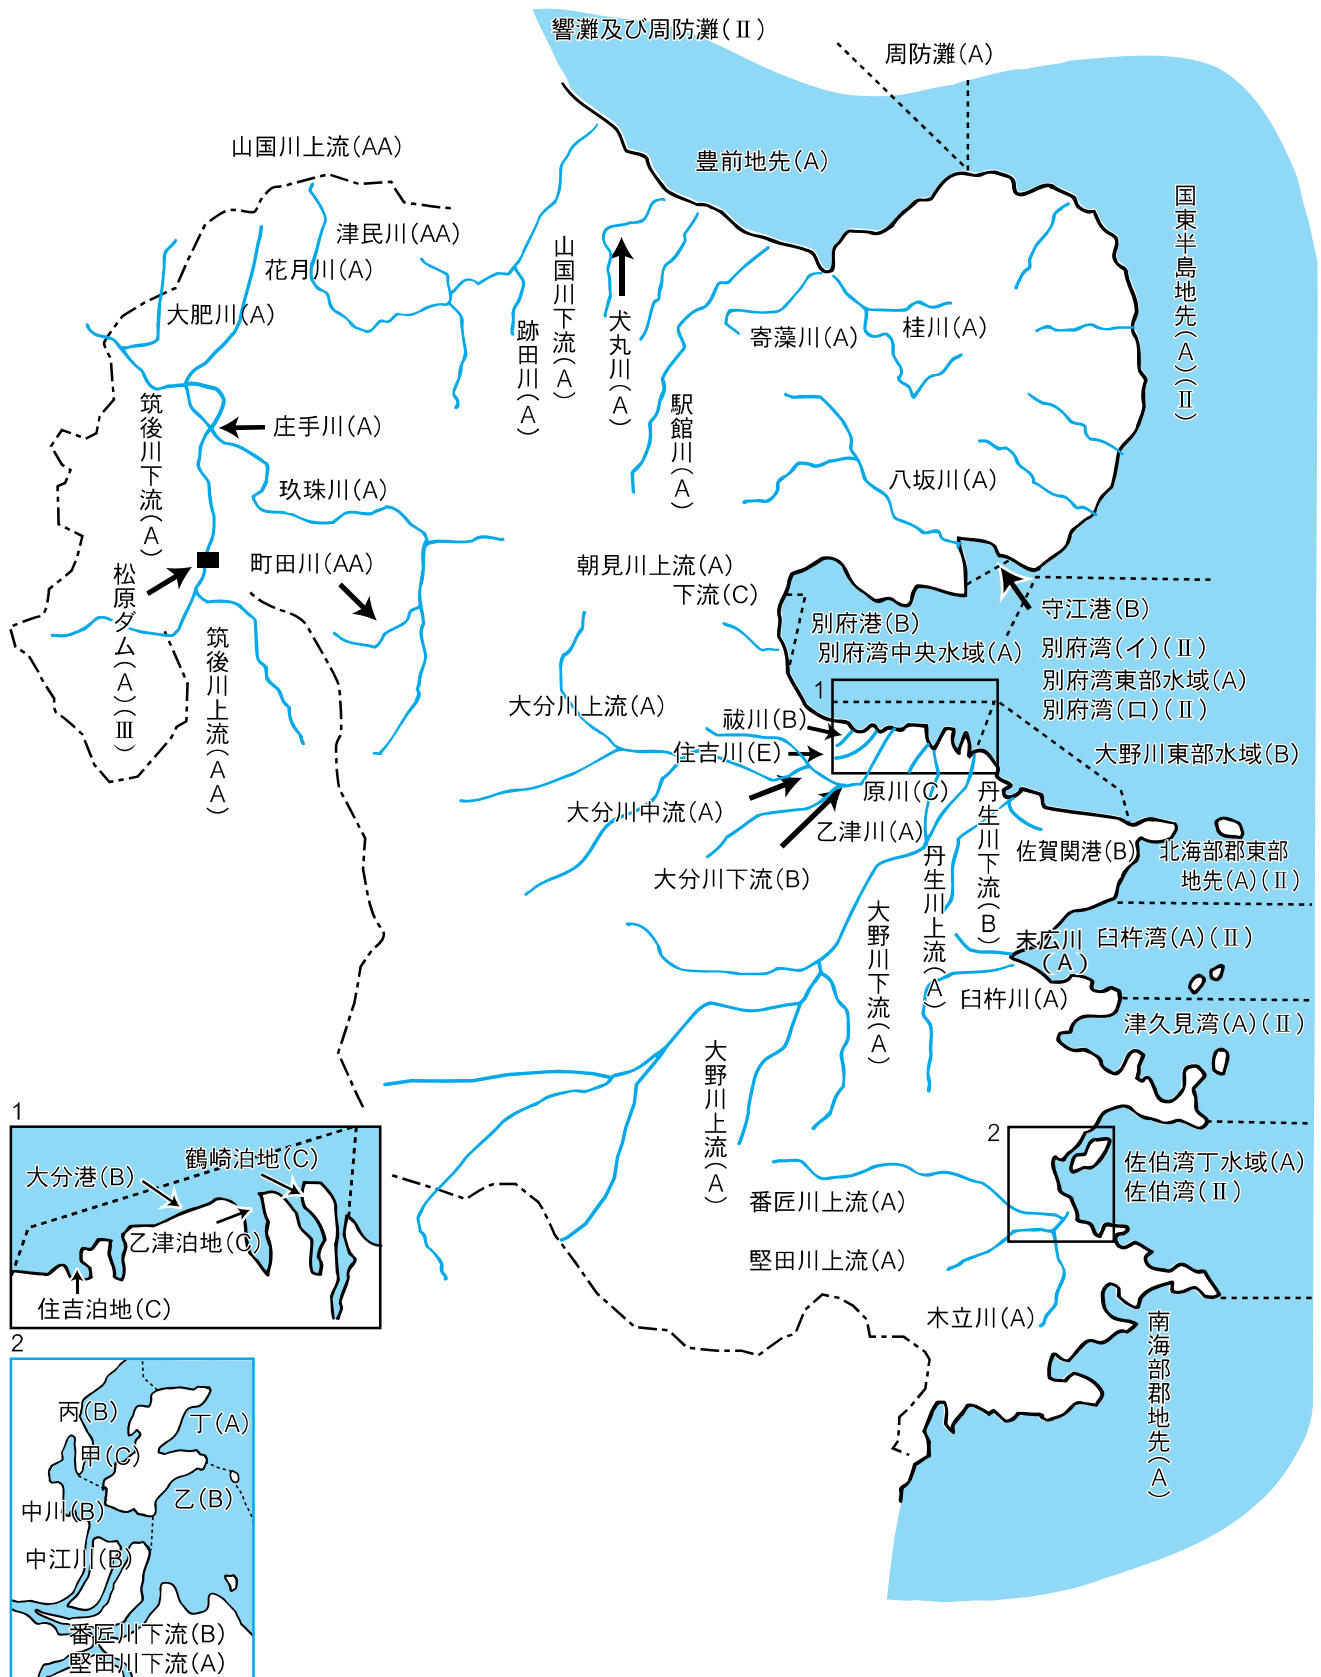 響灘及び周防灘(Ⅱ)
周防灘(A)
山国川上流(AA)
豊前地先(A)
国東半島地先(A)(Ⅱ)
津民川(AA)
花月川(A)
大肥川(A)
山国川下流(A)
跡田川(A)
犬丸川(A)
駅館川(A)
寄藻川(A)
桂川(A)
筑後川下流(A)
庄手川(A)
玖珠川(A)
八坂川(A)
町田川(AA)
松原ダム(A)(Ⅲ)
筑後川上流(AA)
朝見川上流(A)
下流(C)
守江港(B)
別府港(B)
別府湾中央水域(A)
別府湾(イ)(Ⅱ)
別府湾東部水域(A)
別府湾(ロ)(Ⅱ)
1
大分川上流(A)
祓川(B)
住吉川(E)
大野川東部水域(B)
大分川中流(A)
原川(C)
乙津川(A)
大分川下流(B)
丹生川下流(B)
丹生川上流(A)
佐賀関港(B)
北海部郡東部
地先(A)(Ⅱ)
大野川下流(A)
末広川
(A)
臼杵湾(A)(Ⅱ)
臼杵川(A)
津久見湾(A)(Ⅱ)
大野川上流(A)
2
佐伯湾丁水域(A)
佐伯湾(Ⅱ)
番匠川上流(A)
堅田川上流(A)
木立川(A)
南海部郡地先(A)
1
鶴崎泊地(C)
大分港(B)
乙津泊地(C)
住吉泊地(C)
2
丙(B)
丁(A)
甲(C)
乙(B)
中川(B)
中江川(B)
番匠川下流(B)
堅田川下流(A)